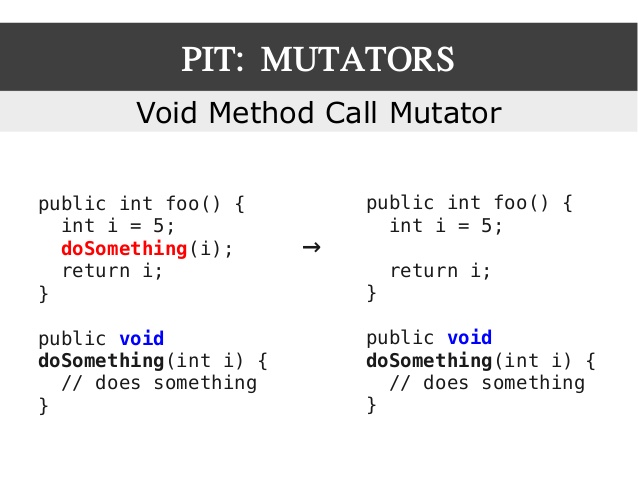 PIT: MUTATORS
Void Method Call Mutator
public int foo() {
  int i = 5;
  doSomething(i);
  return i;
}
public void
doSomething(int i) {
  // does something
}
→
public int foo() {
  int i = 5;
  return i;
}
public void
doSomething(int i) {
  // does something
}